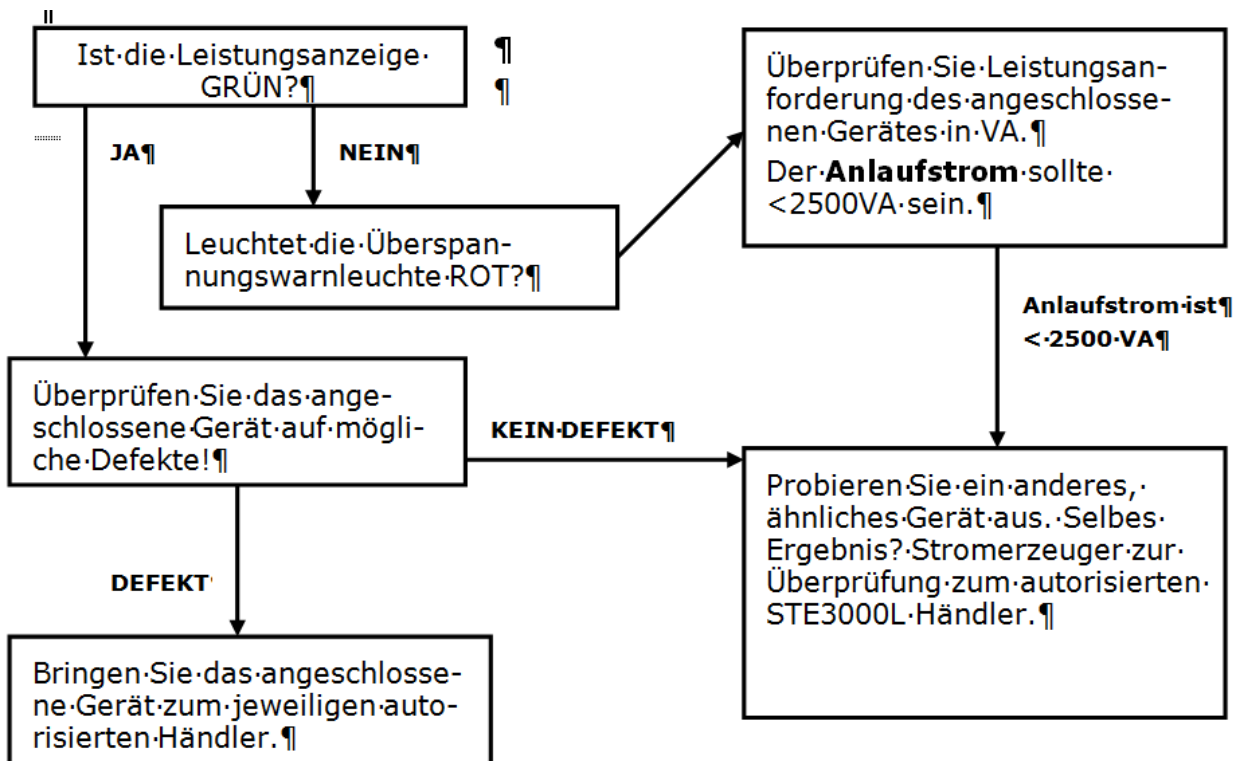 Ist·die·Leistungsanzeige·
GRÜN?¶
¶
¶
JA¶
NEIN¶
Leuchtet·die·Überspan-
nungswarnleuchte·ROT?¶
Überprüfen·Sie·Leistungsan-
forderung·des·angeschlosse-
nen·Gerätes·in·VA.¶
Der·Anlaufstrom·sollte·
<2500VA·sein.¶
Anlaufstrom·ist¶
<·2500·VA¶
Überprüfen·Sie·das·ange-
schlossene·Gerät·auf·mögli-
che·Defekte!¶
KEIN·DEFEKT¶
Probieren·Sie·ein·anderes,·
ähnliches·Gerät·aus.·Selbes·
Ergebnis?·Stromerzeuger·zur·
Überprüfung·zum·autorisierten·
STE3000L·Händler.¶
DEFEKT
Bringen·Sie·das·angeschlosse-
ne·Gerät·zum·jeweiligen·auto-
risierten·Händler.¶